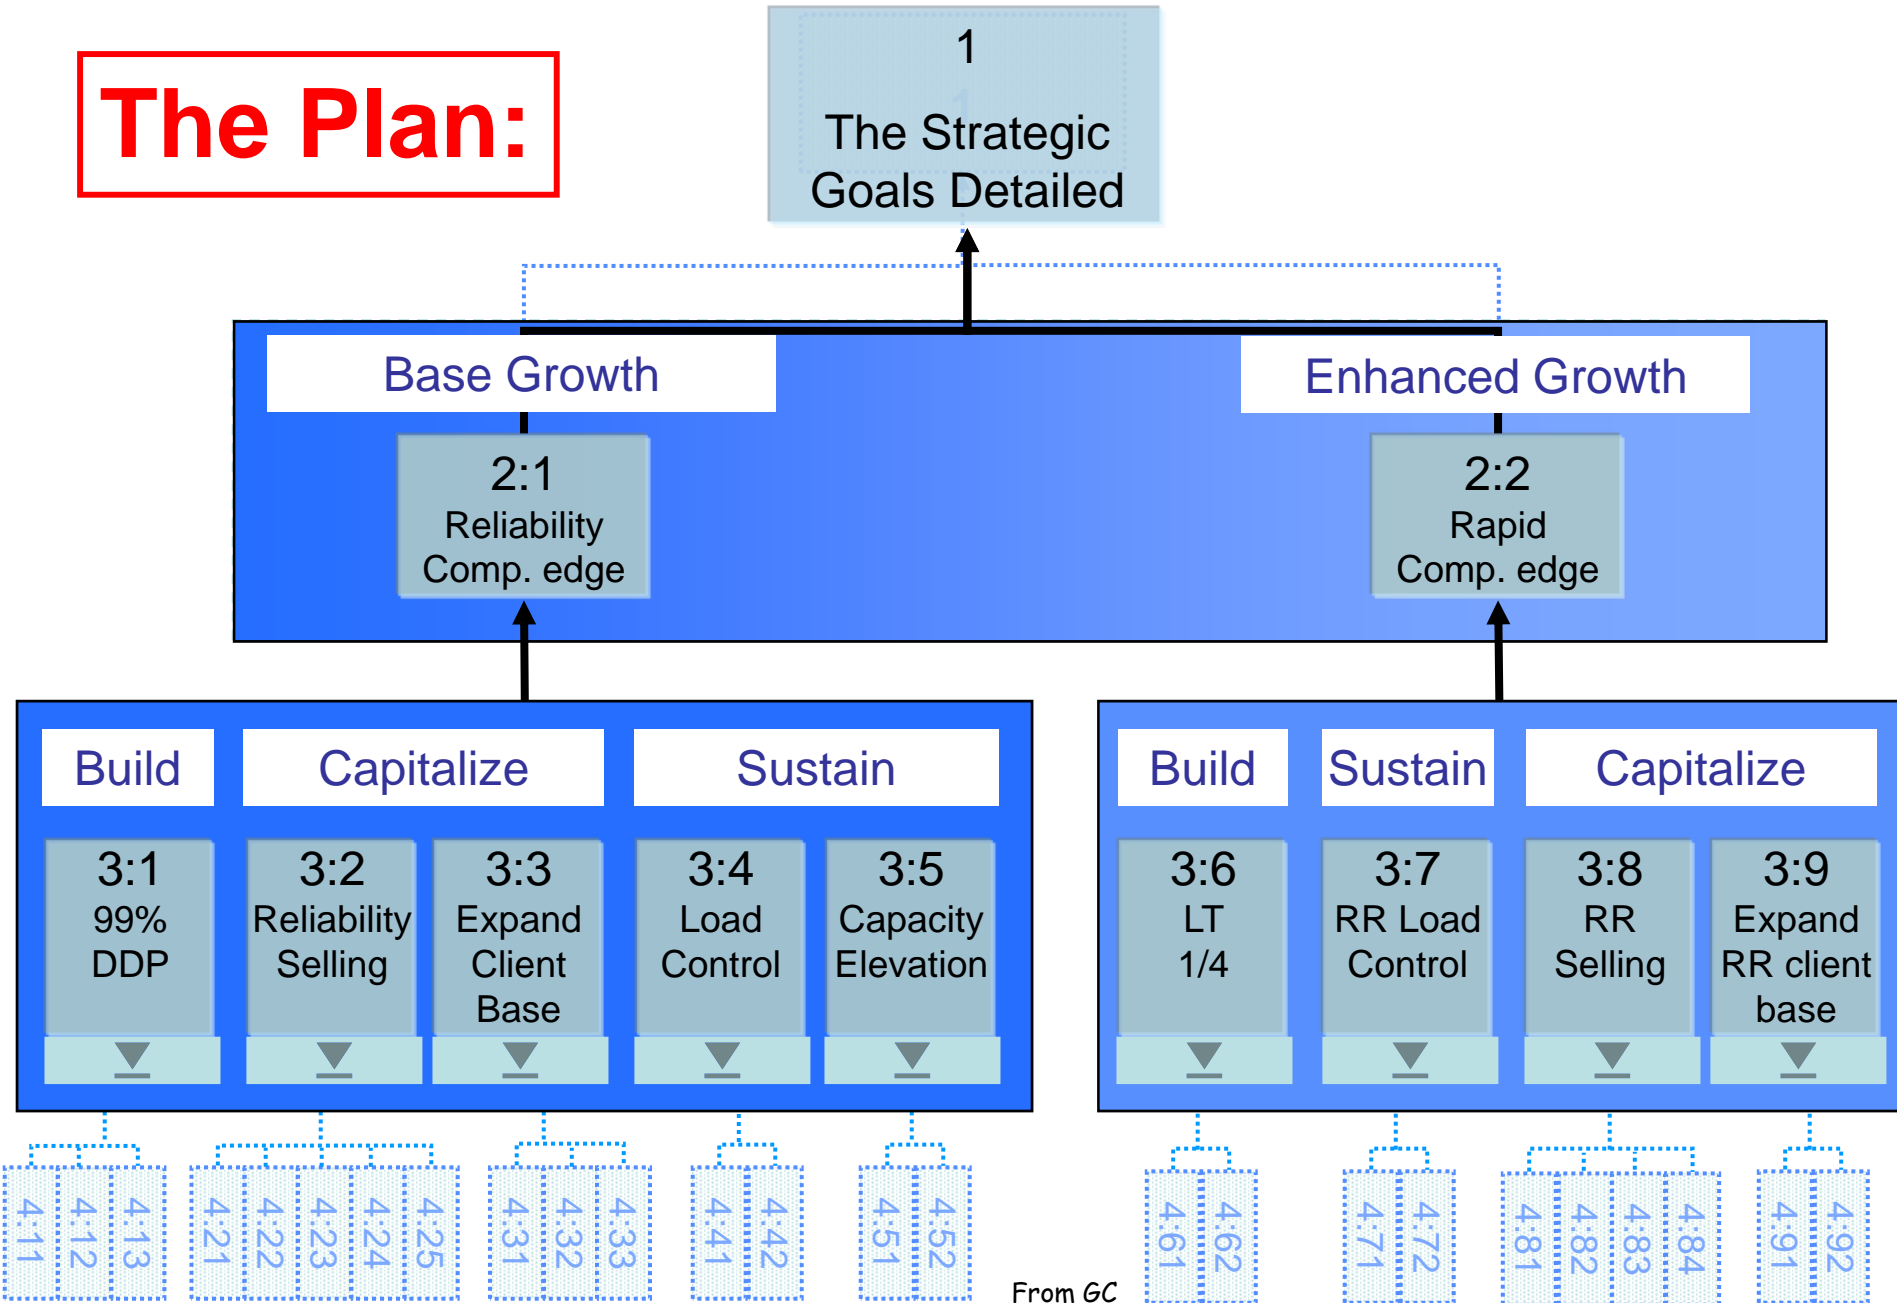 The Plan:
1
1
The Strategic
Goals Detailed
Base Growth
Enhanced Growth
2:1
Reliability
Comp. edge
2:2
Rapid
Comp. edge
Build
Capitalize
Sustain
Build
Sustain
Capitalize
3:1
99%
DDP
3:2
Reliability
Selling
3:3
Expand
Client
Base
3:4
Load
Control
3:5
Capacity
Elevation
3:6
LT
1/4
3:7
RR Load
Control
3:8
RR
Selling
3:9
Expand
RR client
base
4:11
4:12
4:13
4:21
4:22
4:23
4:24
4:25
4:31
4:32
4:33
4:41
4:42
4:51
4:52
4:61
4:62
4:71
4:72
4:81
4:82
4:83
4:84
4:91
4:92
From GC